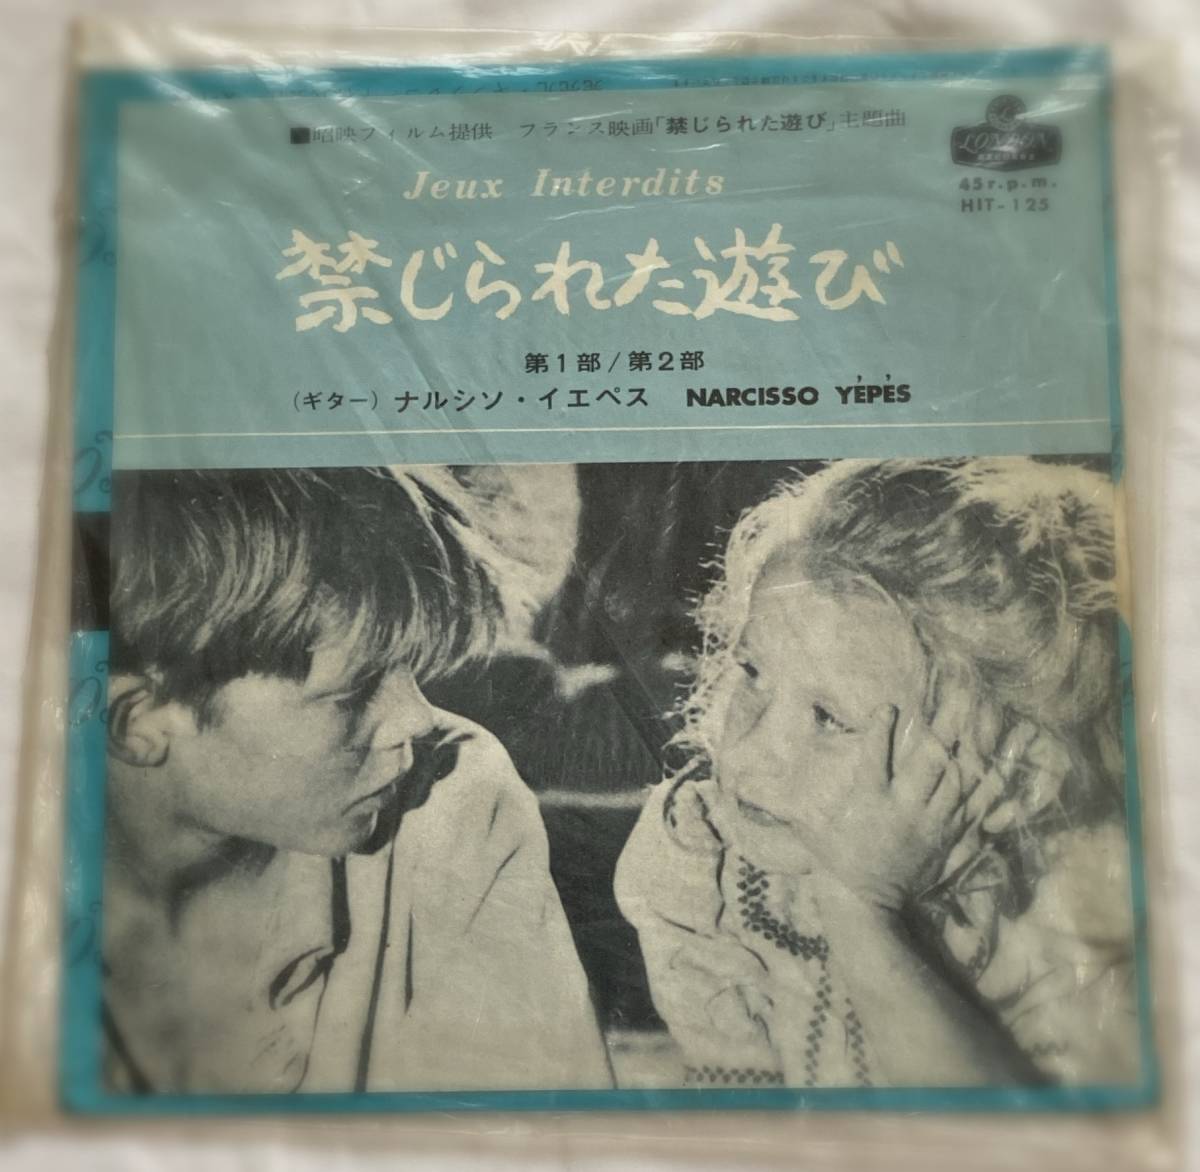 ■昭映フィルム提供　フランス映画「禁じられた遊び」主題曲
LONDON
45 r.p.m.
HIT-125
Jeux Interdits
禁じられた遊び
第1部/第2部
(ギター) ナルシソ・イエペス NARCISSO YÉPÉS